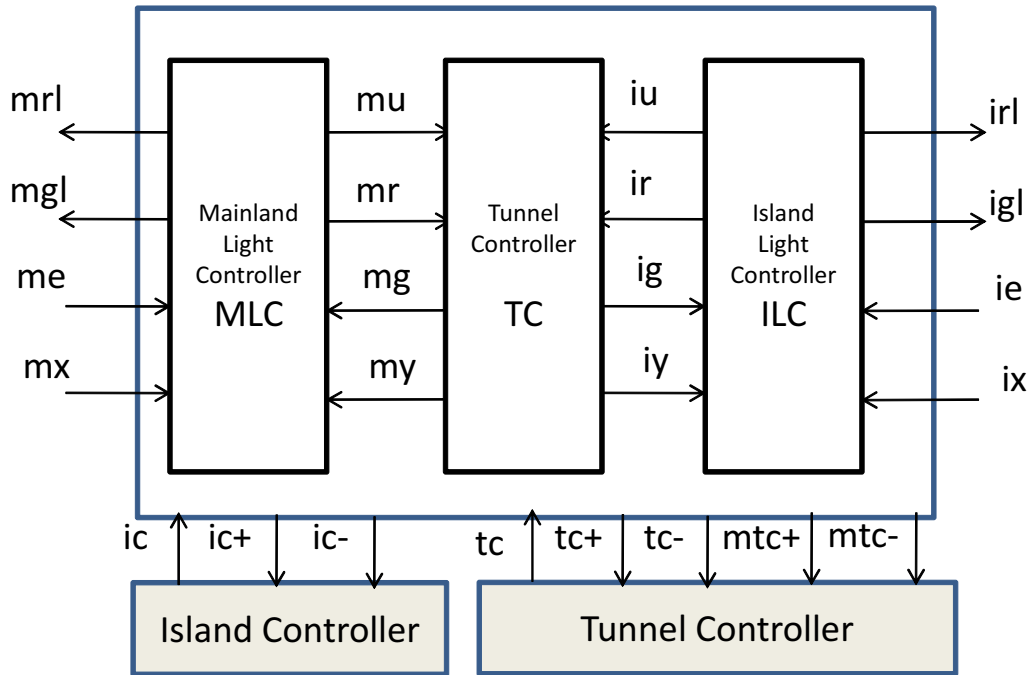 mrl
mu
iu
irl
mgl
mr
ir
igl
Mainland
Light
Controller
MLC
Tunnel
Controller
TC
Island
Light
Controller
ILC
me
mg
ig
ie
mx
my
iy
ix
ic
ic+
ic-
tc
tc+
tc-
mtc+
mtc-
Island Controller
Tunnel Controller